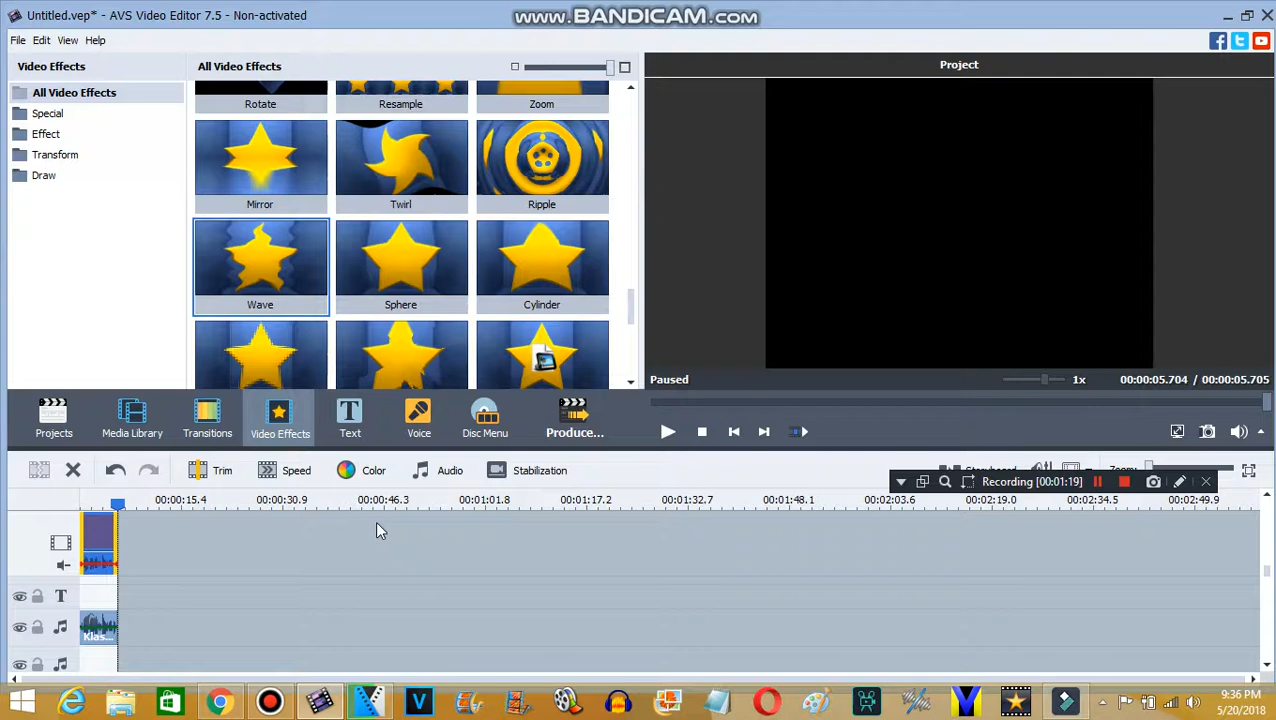 Untitled.vep* - AVS Video Editor 7.5 - Non-activated
www.BANDICAM.com
File Edit View Help
Video Effects
All Video Effects
Project
All Video Effects
Special
Effect
Transform
Draw
Rotate
Resample
Zoom
Mirror
Twirl
Ripple
Wave
Sphere
Cylinder
Paused
1x
00:00:05.704 / 00:00:05.705
Projects
Media Library
Transitions
Video Effects
Text
Voice
Disc Menu
Produce...
Trim
Speed
Color
Audio
Stabilization
Recording [00:01:19]
00:00:15.4 00:00:30.9 00:00:46.3 00:01:01.8 00:01:17.2 00:01:32.7 00:01:48.1 00:02:03.6 00:02:19.0 00:02:34.5 00:02:49.9
T
Klas...
9:36 PM
5/20/2018